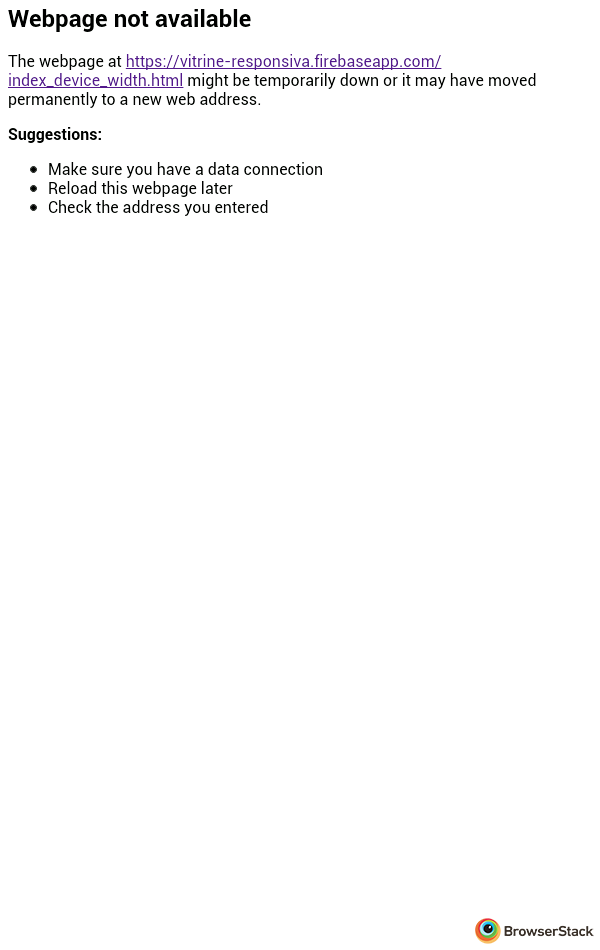 Webpage not available
The webpage at https://vitrine-responsiva.firebaseapp.com/
index_device_width.html might be temporarily down or it may have moved
permanently to a new web address.
Suggestions:
Make sure you have a data connection
Reload this webpage later
Check the address you entered
BrowserStack